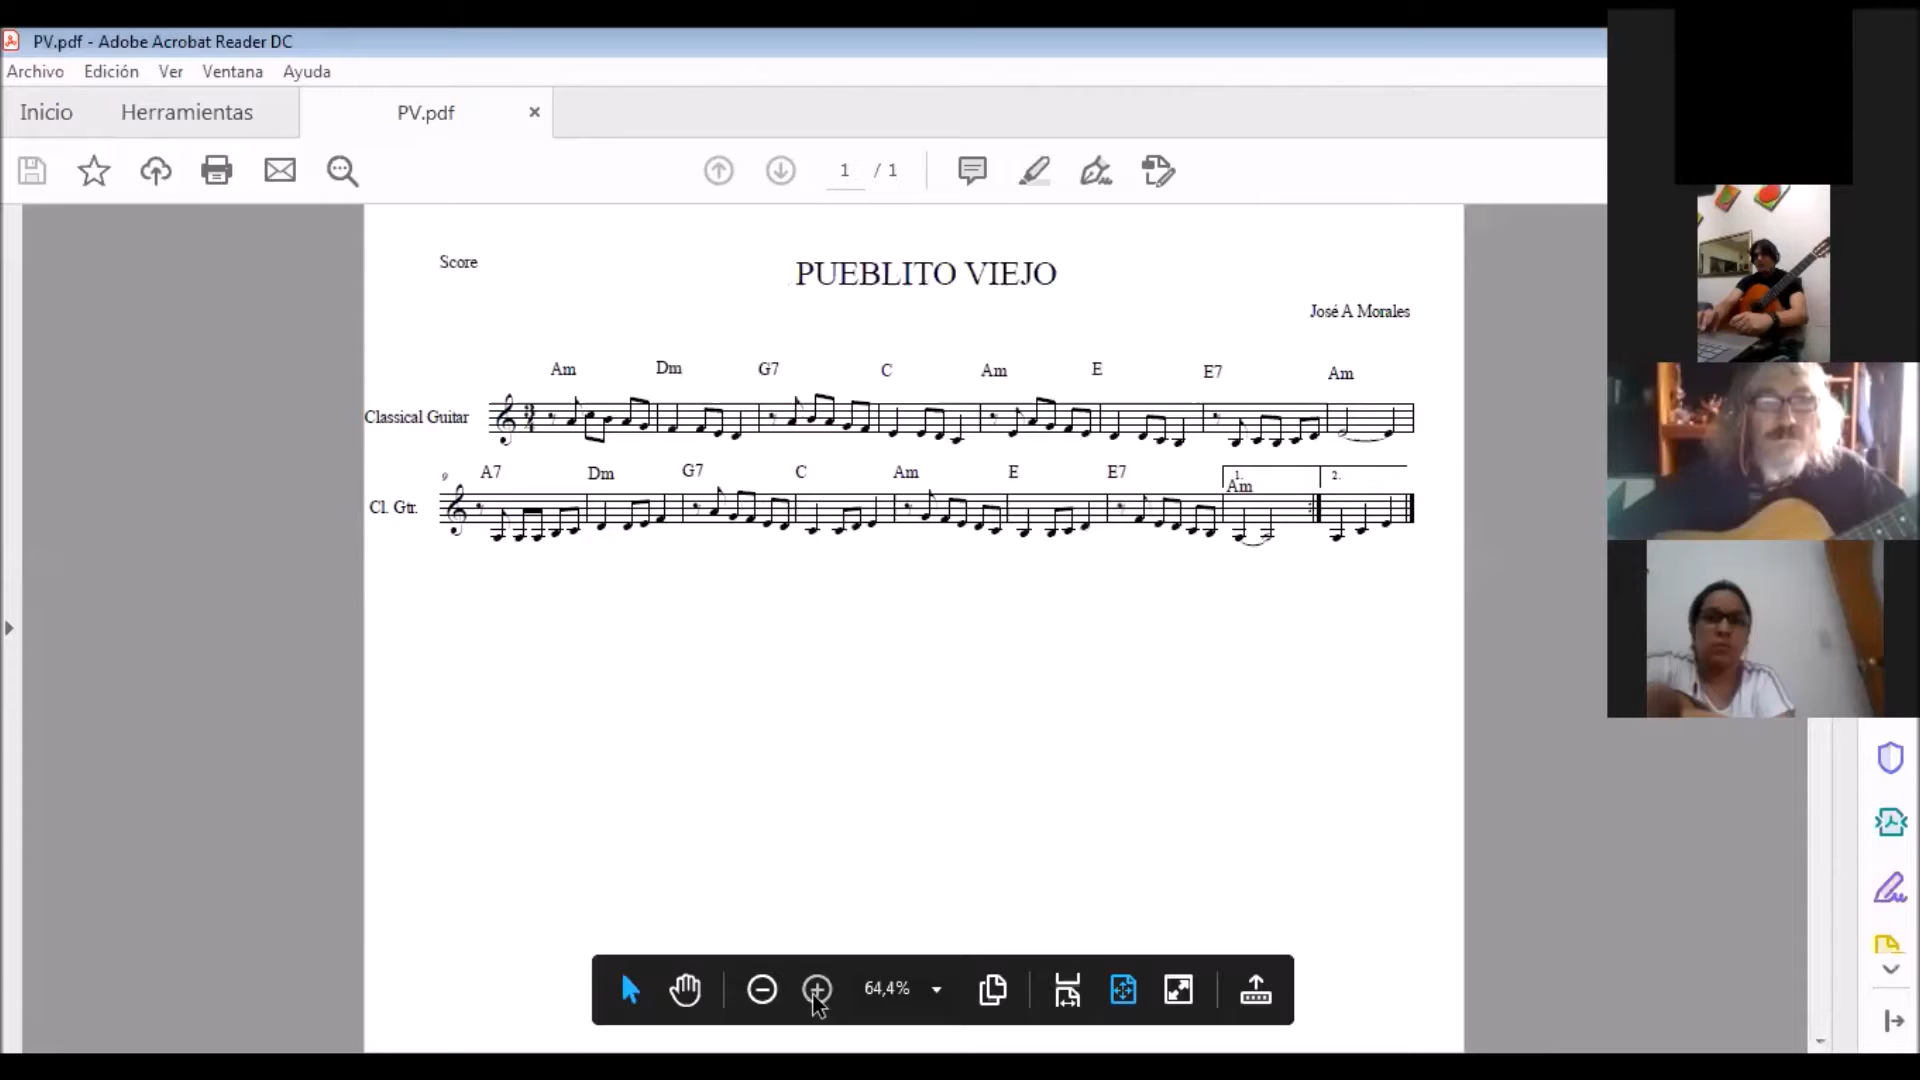 PV.pdf - Adobe Acrobat Reader DC
Archivo Edición Ver Ventana Ayuda
Inicio Herramientas PV.pdf
1 / 1
Score
PUEBLITO VIEJO
José A Morales
Am Dm G7 C Am E E7 Am
Classical Guitar
9 A7 Dm G7 C Am E E7 1. Am 2.
Cl. Gtr.
64,4%